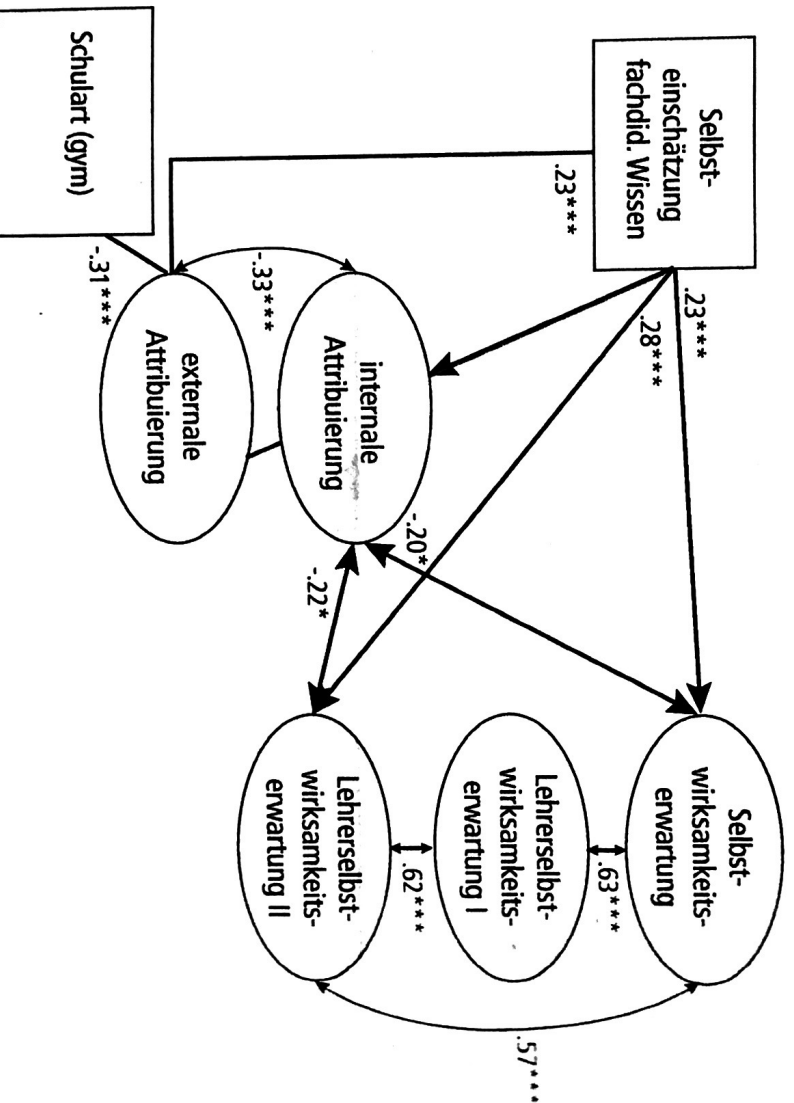 .57***
Selbst-
wirksamkeits-
erwartung
.63***
Lehrerselbst-
wirksamkeits-
erwartung I
.62***
Lehrerselbst-
wirksamkeits-
erwartung II
.23***
.28***
-.20*
-.22*
Selbst-
einschätzung
fachdid. Wissen
.23***
internale
Attribuierung
-.33***
externale
Attribuierung
-.31***
Schulart (gym)